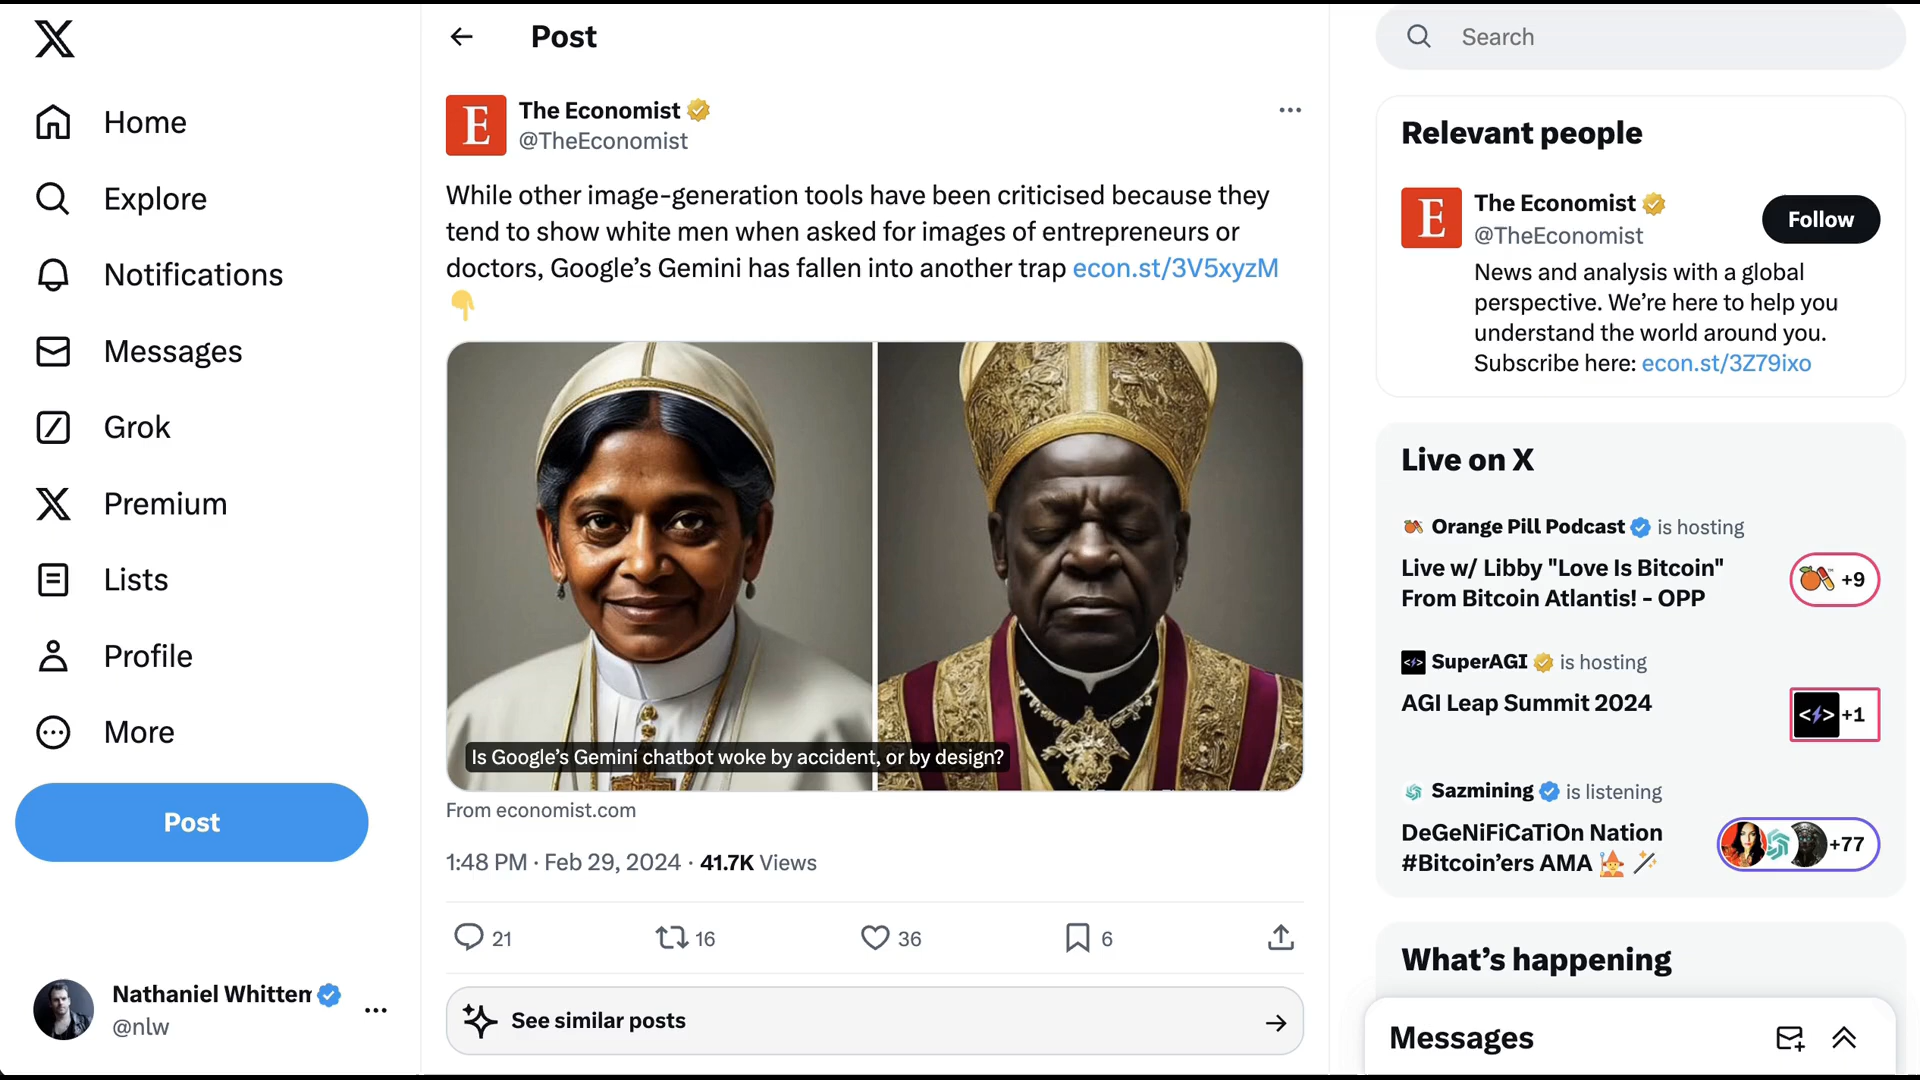 Home
Explore
Notifications
Messages
Grok
Premium
Lists
Profile
More
Post
Nathaniel Whittem
@nlw
Post
E
The Economist
@TheEconomist
While other image-generation tools have been criticised because they
tend to show white men when asked for images of entrepreneurs or
doctors, Google’s Gemini has fallen into another trap econ.st/3V5xyzM
Is Google’s Gemini chatbot woke by accident, or by design?
From economist.com
1:48 PM · Feb 29, 2024 · 41.7K Views
21
16
36
6
See similar posts
Search
Relevant people
E
The Economist
@TheEconomist
Follow
News and analysis with a global
perspective. We’re here to help you
understand the world around you.
Subscribe here: econ.st/3Z79ixo
Live on X
Orange Pill Podcast is hosting
Live w/ Libby "Love Is Bitcoin"
From Bitcoin Atlantis! - OPP
+9
SuperAGI is hosting
AGI Leap Summit 2024
+1
Sazmining is listening
DeGeNiFiCaTiOn Nation
#Bitcoin’ers AMA
+77
What’s happening
Messages